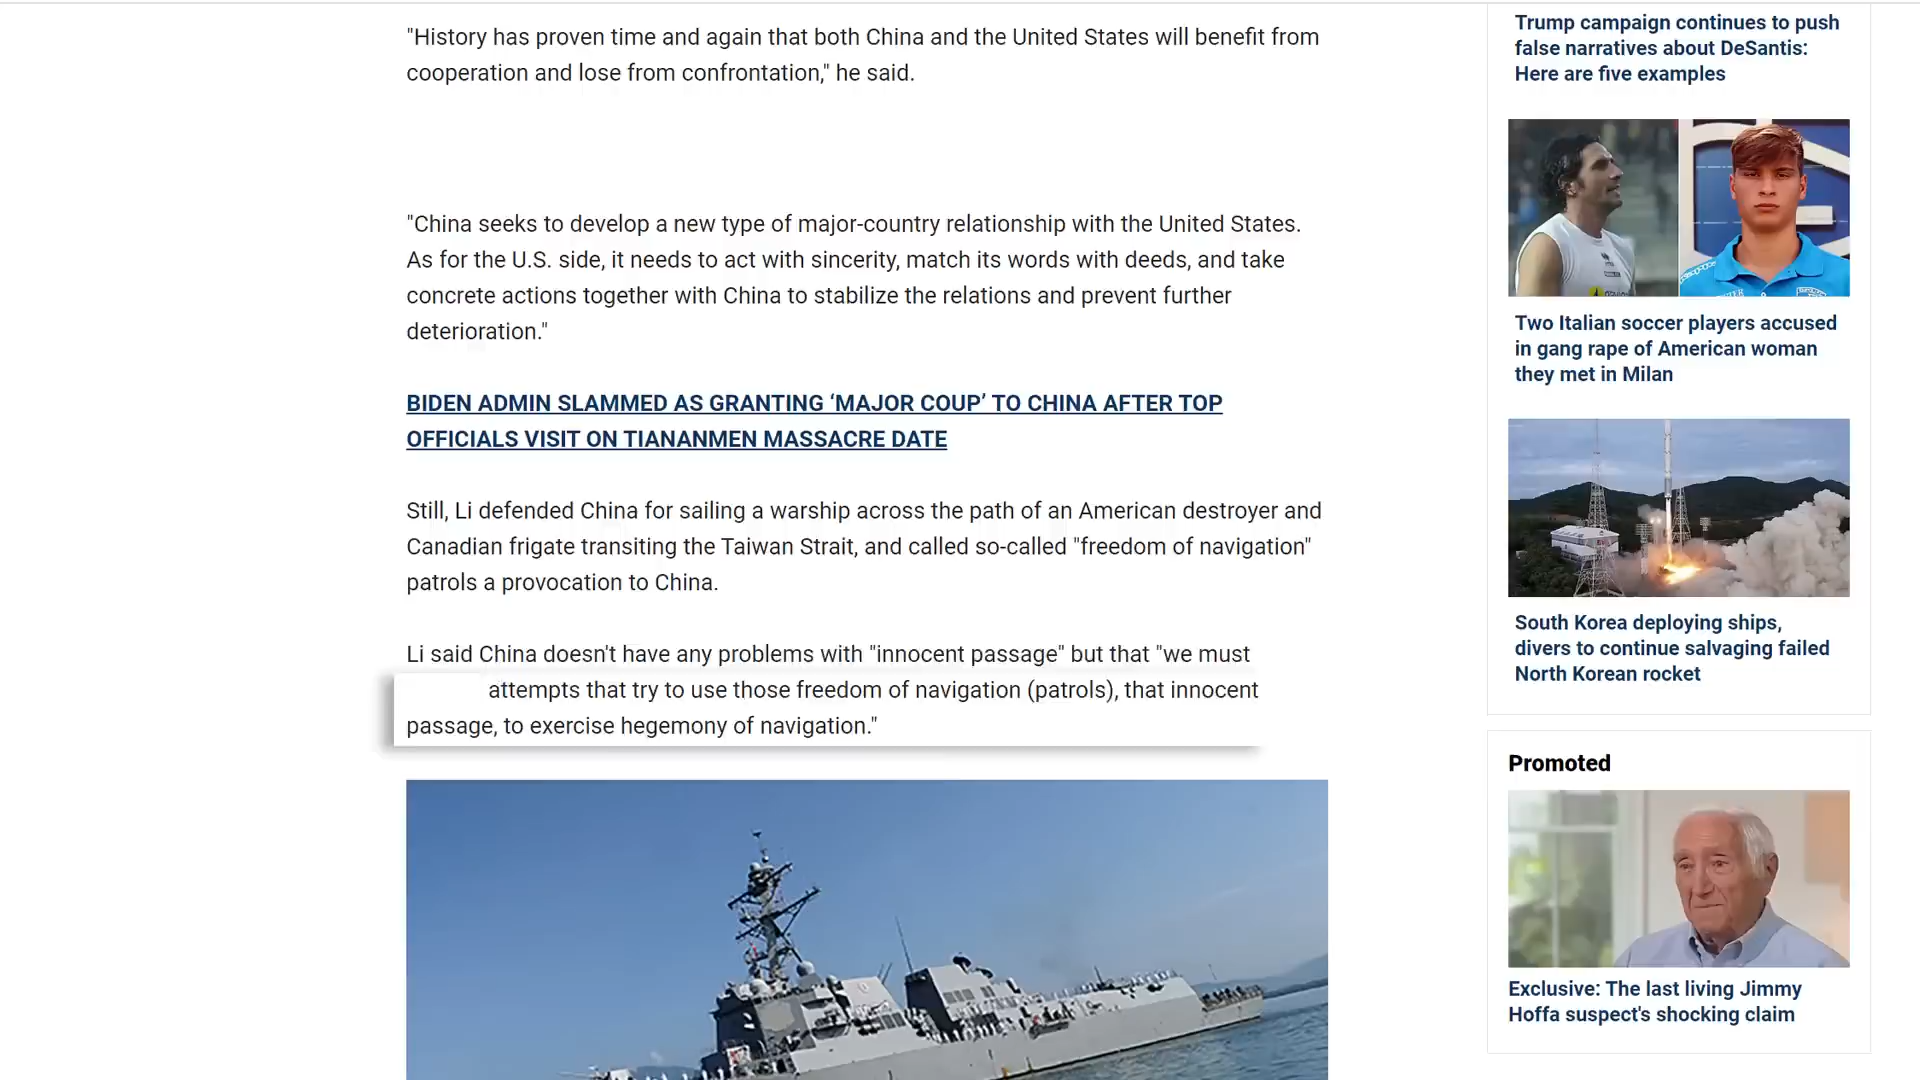 "History has proven time and again that both China and the United States will benefit from
cooperation and lose from confrontation," he said.
"China seeks to develop a new type of major-country relationship with the United States.
As for the U.S. side, it needs to act with sincerity, match its words with deeds, and take
concrete actions together with China to stabilize the relations and prevent further
deterioration."
BIDEN ADMIN SLAMMED AS GRANTING ‘MAJOR COUP’ TO CHINA AFTER TOP
OFFICIALS VISIT ON TIANANMEN MASSACRE DATE
Still, Li defended China for sailing a warship across the path of an American destroyer and
Canadian frigate transiting the Taiwan Strait, and called so-called "freedom of navigation"
patrols a provocation to China.
Li said China doesn't have any problems with "innocent passage" but that "we must
attempts that try to use those freedom of navigation (patrols), that innocent
passage, to exercise hegemony of navigation."
Trump campaign continues to push
false narratives about DeSantis:
Here are five examples
Two Italian soccer players accused
in gang rape of American woman
they met in Milan
South Korea deploying ships,
divers to continue salvaging failed
North Korean rocket
Promoted
Exclusive: The last living Jimmy
Hoffa suspect's shocking claim